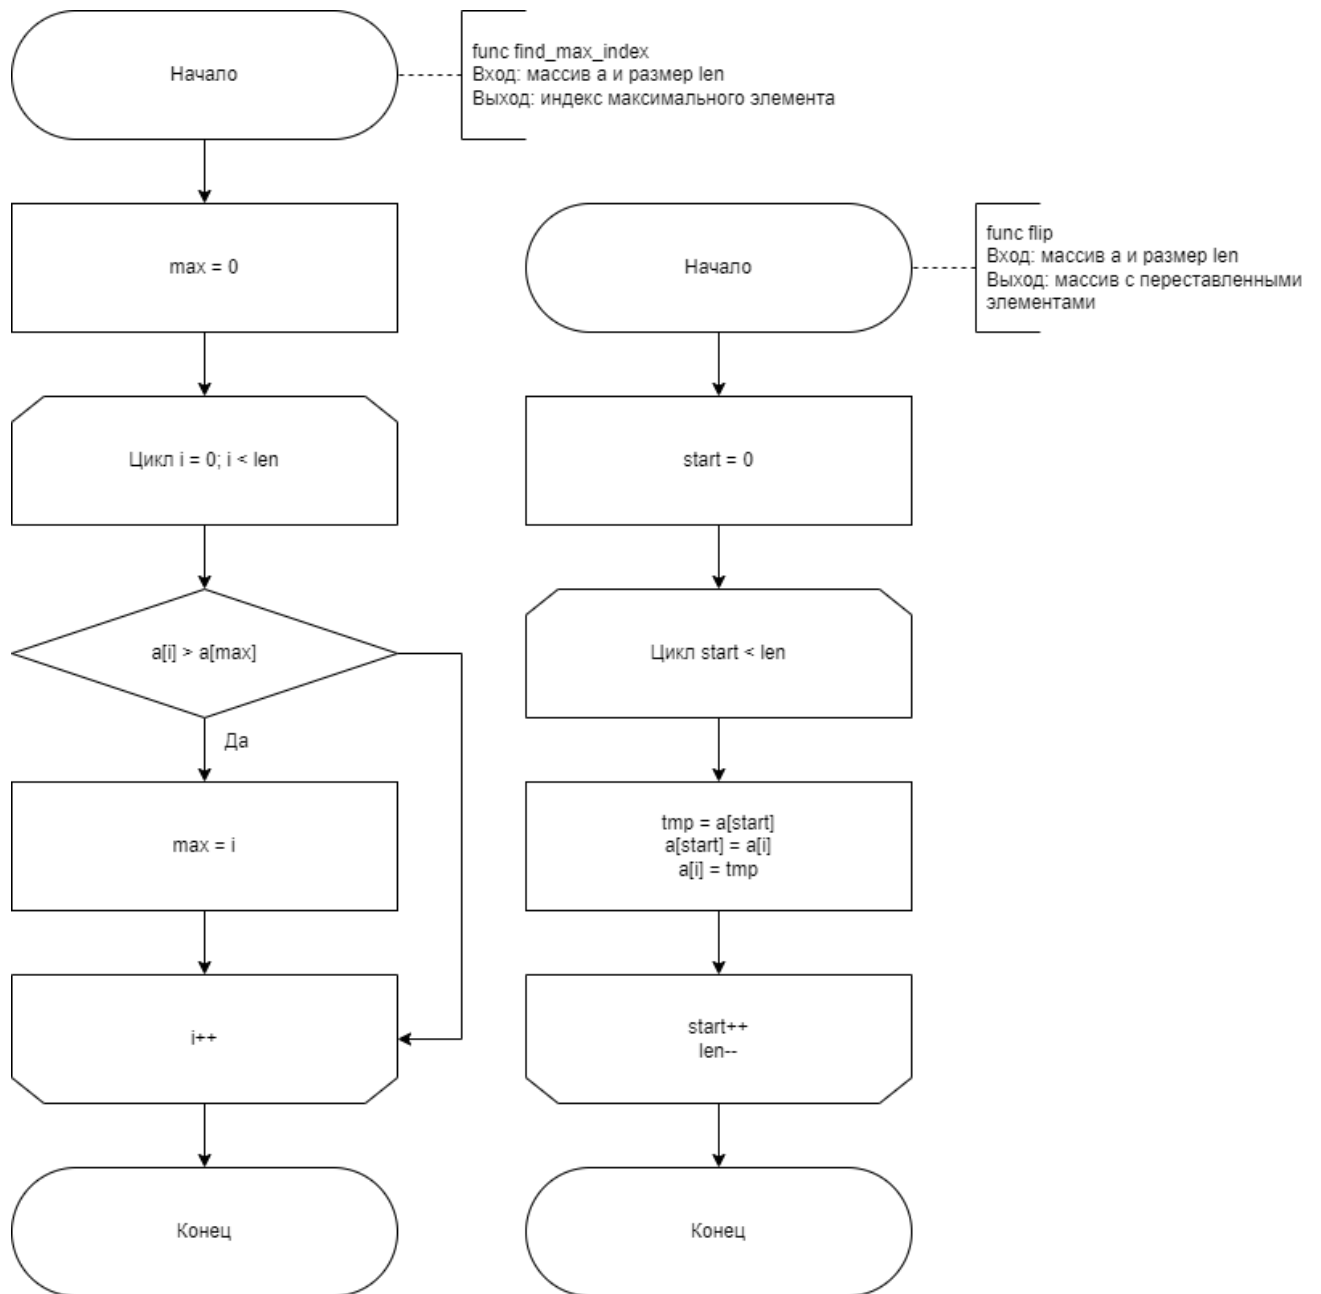 Начало
func find_max_index
Вход: массив a и размер len
Выход: индекс максимального элемента
max = 0
Цикл i = 0; i < len
a[i] > a[max]
Да
max = i
i++
Конец
Начало
func flip
Вход: массив a и размер len
Выход: массив с переставленными
элементами
start = 0
Цикл start < len
tmp = a[start]
a[start] = a[i]
a[i] = tmp
start++
len--
Конец